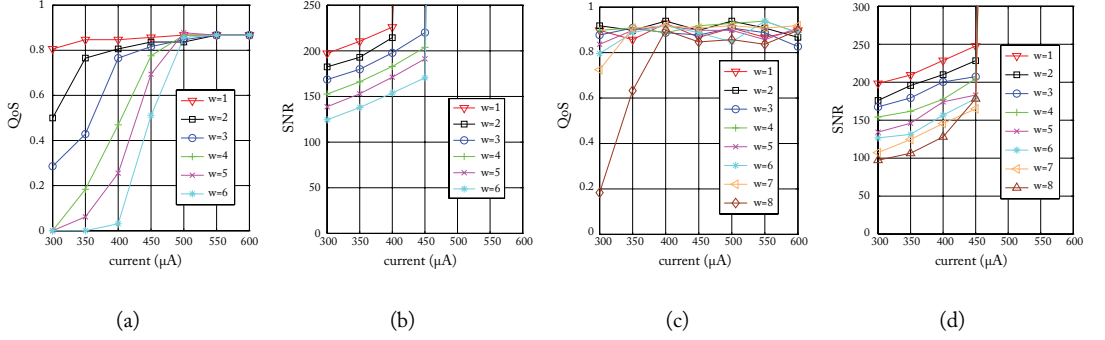 1
0.8
0.6
0.4
0.2
0
QoS
300 350 400 450 500 550 600
current (µA)
w=1
w=2
w=3
w=4
w=5
w=6
(a)
250
200
150
100
50
0
SNR
300 350 400 450 500 550 600
current (µA)
w=1
w=2
w=3
w=4
w=5
w=6
(b)
1
0.8
0.6
0.4
0.2
0
QoS
300 350 400 450 500 550 600
current (µA)
w=1
w=2
w=3
w=4
w=5
w=6
w=7
w=8
(c)
300
250
200
150
100
50
0
SNR
300 350 400 450 500 550 600
current (µA)
w=1
w=2
w=3
w=4
w=5
w=6
w=7
w=8
(d)